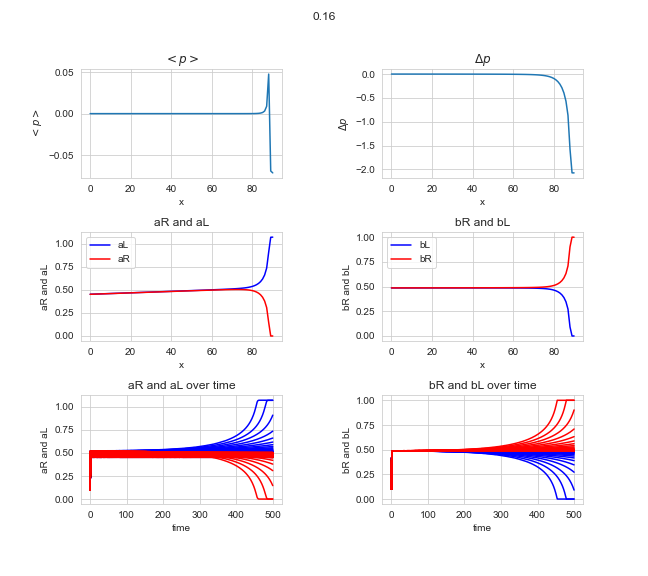 0.16
< p >
Δp
0.05
0.00
−0.05
< p >
0 20 40 60 80
x
0.0
−0.5
−1.0
−1.5
−2.0
Δp
0 20 40 60 80
x
aR and aL
bR and bL
1.00
0.75
0.50
0.25
0.00
aR and aL
aL
aR
0 20 40 60 80
x
1.00
0.75
0.50
0.25
0.00
bR and bL
bL
bR
0 20 40 60 80
x
aR and aL over time
bR and bL over time
1.00
0.75
0.50
0.25
0.00
aR and aL
0 100 200 300 400 500
time
1.00
0.75
0.50
0.25
0.00
bR and bL
0 100 200 300 400 500
time